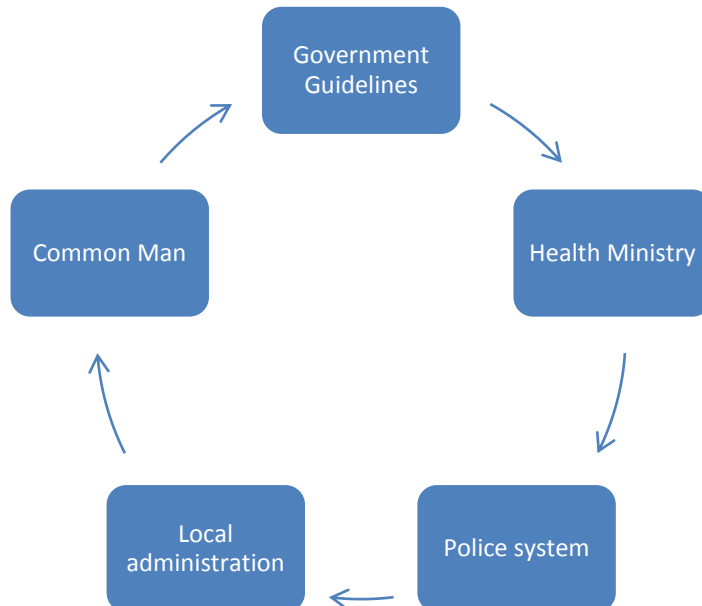 Government
Guidelines
Common Man
Health Ministry
Local
administration
Police system